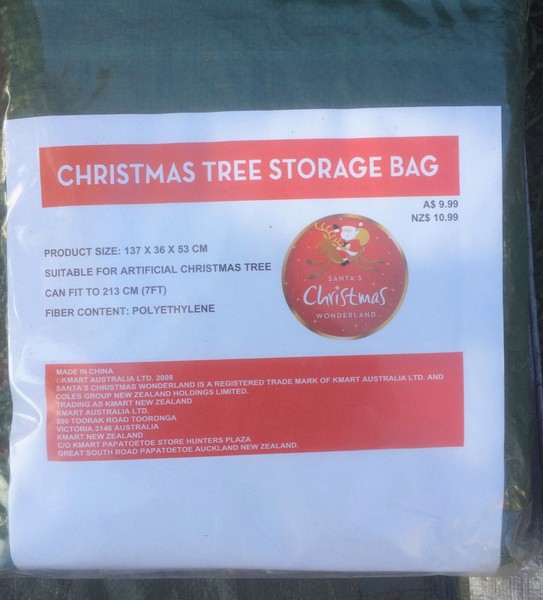 CHRISTMAS TREE STORAGE BAG
A$ 9.99
NZ$ 10.99
PRODUCT SIZE: 137 X 36 X 53 CM
SUITABLE FOR ARTIFICIAL CHRISTMAS TREE
CAN FIT TO 213 CM (7FT)
FIBER CONTENT: POLYETHYLENE
SANTA'S
Christmas
WONDERLAND
MADE IN CHINA
©KMART AUSTRALIA LTD. 2008
SANTA'S CHRISTMAS WONDERLAND IS A REGISTERED TRADE MARK OF KMART AUSTRALIA LTD. AND
COLES GROUP NEW ZEALAND HOLDINGS LIMITED.
TRADING AS KMART NEW ZEALAND
KMART AUSTRALIA LTD.
690 TOORAK ROAD TOORONGA
VICTORIA 3146 AUSTRALIA
KMART NEW ZEALAND
C/O KMART PAPATOETOE STORE HUNTERS PLAZA
GREAT SOUTH ROAD PAPATOETOE AUCKLAND NEW ZEALAND.